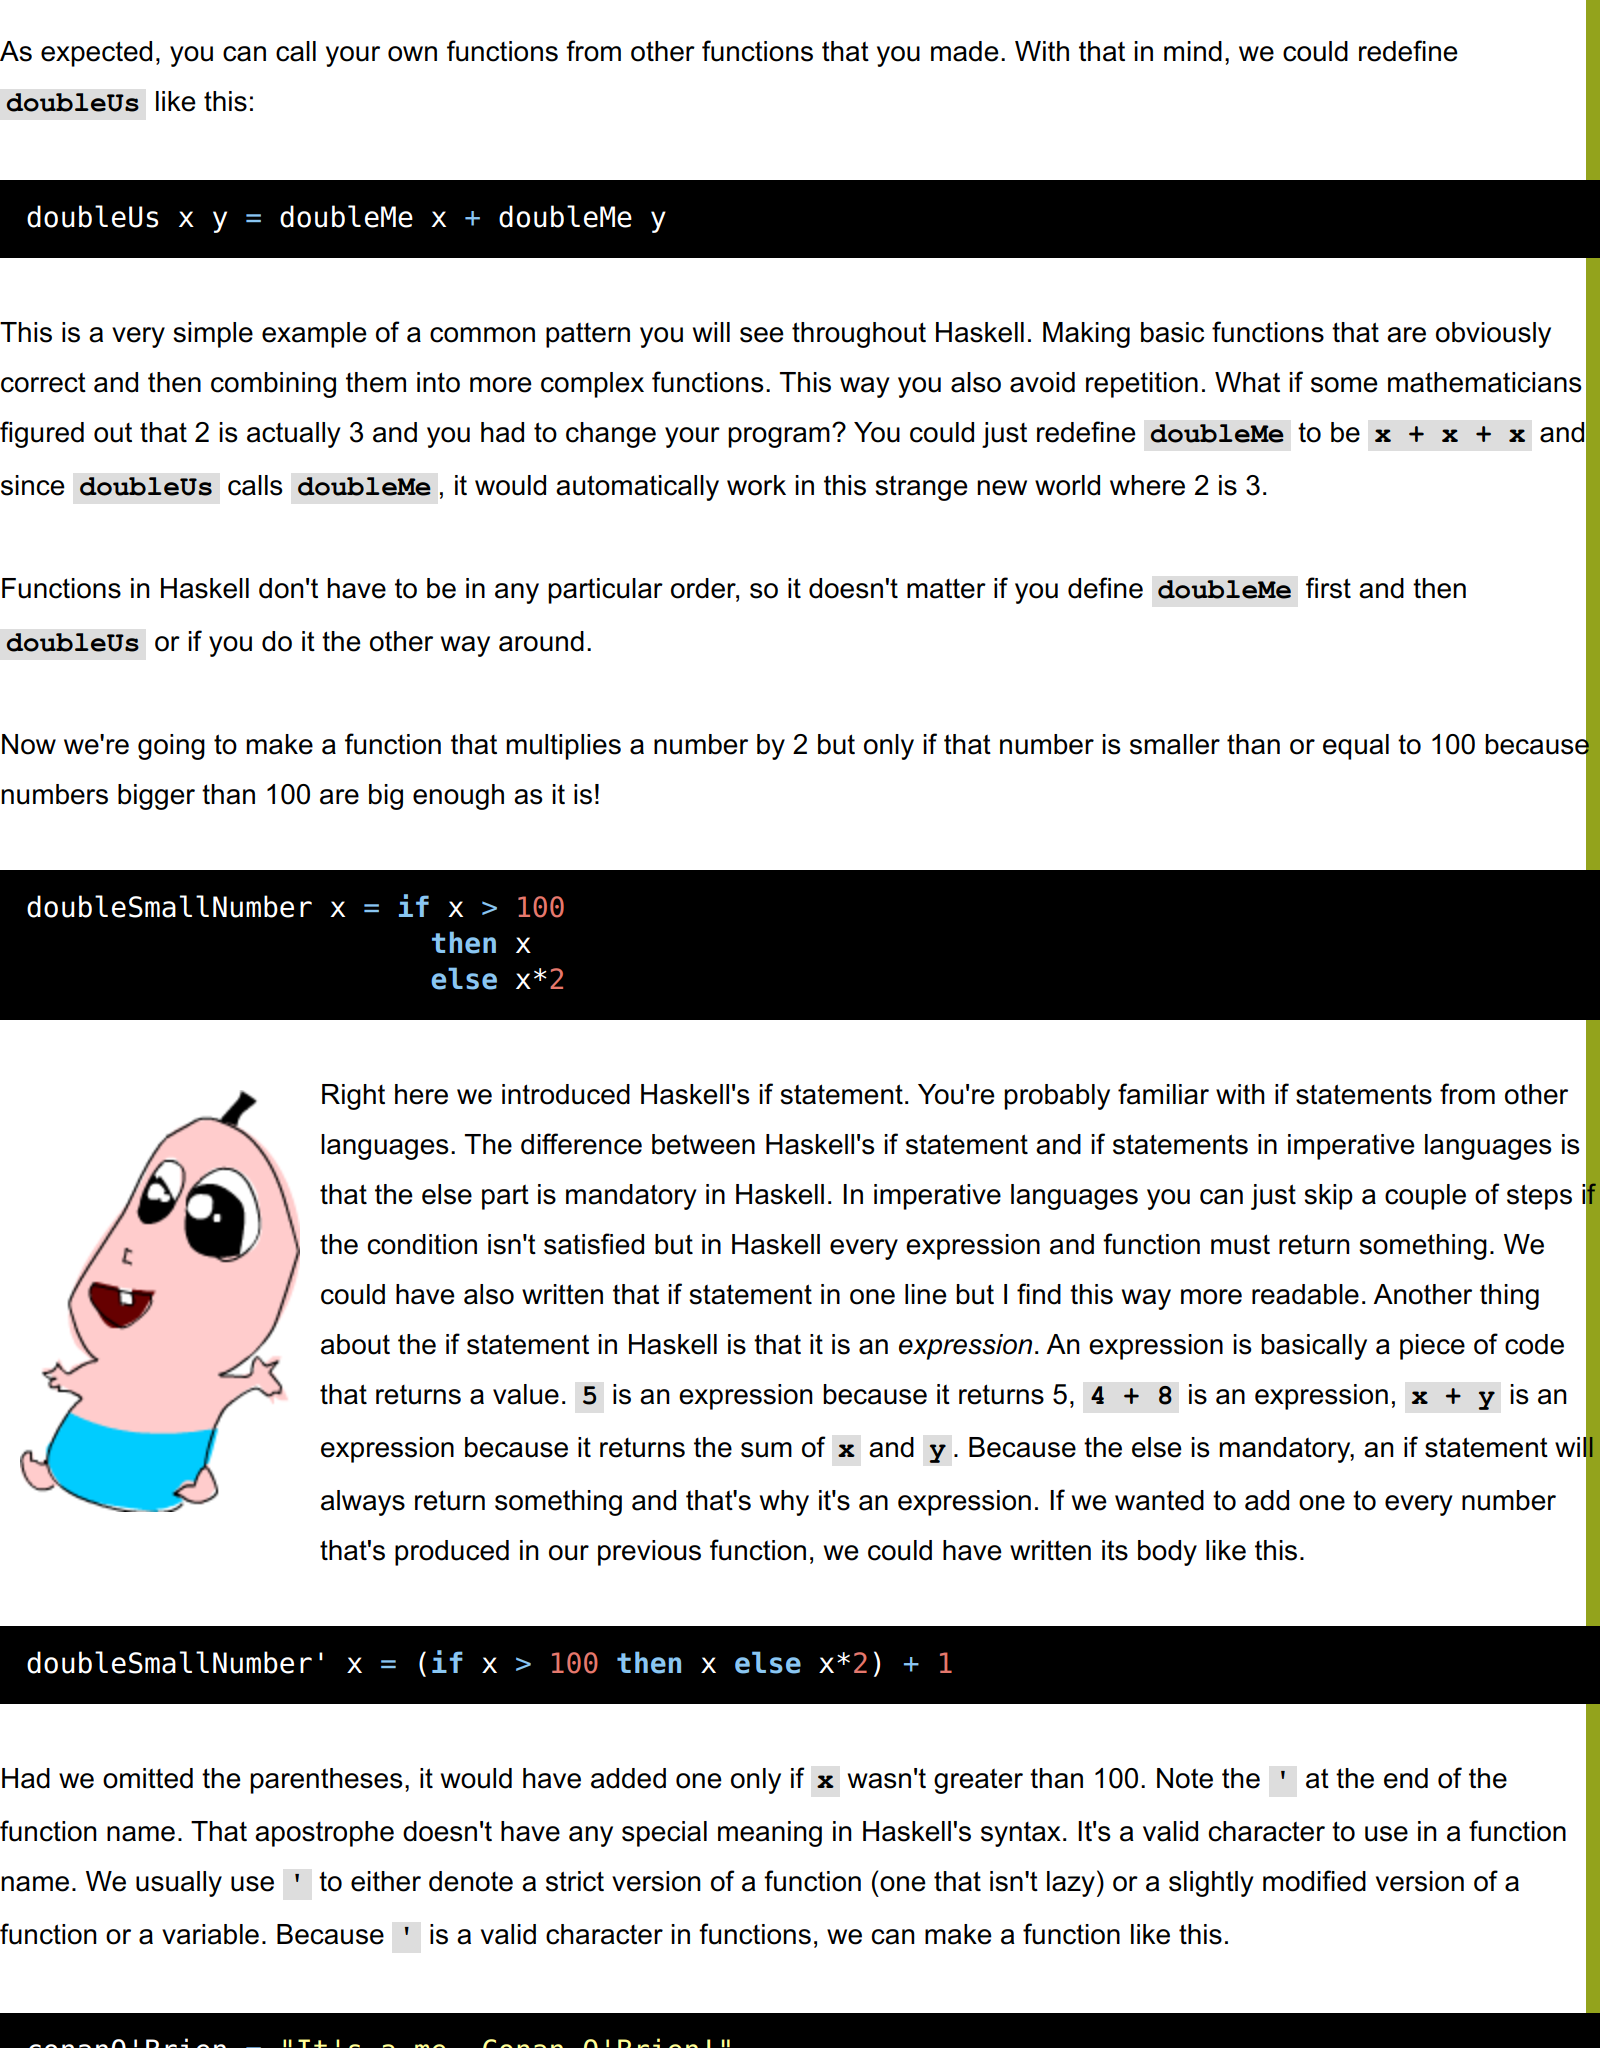 As expected, you can call your own functions from other functions that you made. With that in mind, we could redefine
doubleUs like this:
doubleUs x y = doubleMe x + doubleMe y
This is a very simple example of a common pattern you will see throughout Haskell. Making basic functions that are obviously
correct and then combining them into more complex functions. This way you also avoid repetition. What if some mathematicians
figured out that 2 is actually 3 and you had to change your program? You could just redefine doubleMe to be x + x + x and
since doubleUs calls doubleMe, it would automatically work in this strange new world where 2 is 3.
Functions in Haskell don't have to be in any particular order, so it doesn't matter if you define doubleMe first and then
doubleUs or if you do it the other way around.
Now we're going to make a function that multiplies a number by 2 but only if that number is smaller than or equal to 100 because
numbers bigger than 100 are big enough as it is!
doubleSmallNumber x = if x > 100
then x
else x*2
Right here we introduced Haskell's if statement. You're probably familiar with if statements from other
languages. The difference between Haskell's if statement and if statements in imperative languages is
that the else part is mandatory in Haskell. In imperative languages you can just skip a couple of steps if
the condition isn't satisfied but in Haskell every expression and function must return something. We
could have also written that if statement in one line but I find this way more readable. Another thing
about the if statement in Haskell is that it is an expression. An expression is basically a piece of code
that returns a value. 5 is an expression because it returns 5, 4 + 8 is an expression, x + y is an
expression because it returns the sum of x and y. Because the else is mandatory, an if statement will
always return something and that's why it's an expression. If we wanted to add one to every number
that's produced in our previous function, we could have written its body like this.
doubleSmallNumber' x = (if x > 100 then x else x*2) + 1
Had we omitted the parentheses, it would have added one only if x wasn't greater than 100. Note the ' at the end of the
function name. That apostrophe doesn't have any special meaning in Haskell's syntax. It's a valid character to use in a function
name. We usually use ' to either denote a strict version of a function (one that isn't lazy) or a slightly modified version of a
function or a variable. Because ' is a valid character in functions, we can make a function like this.
conanO'Brien = "It's a me, Conan O'Brien!"